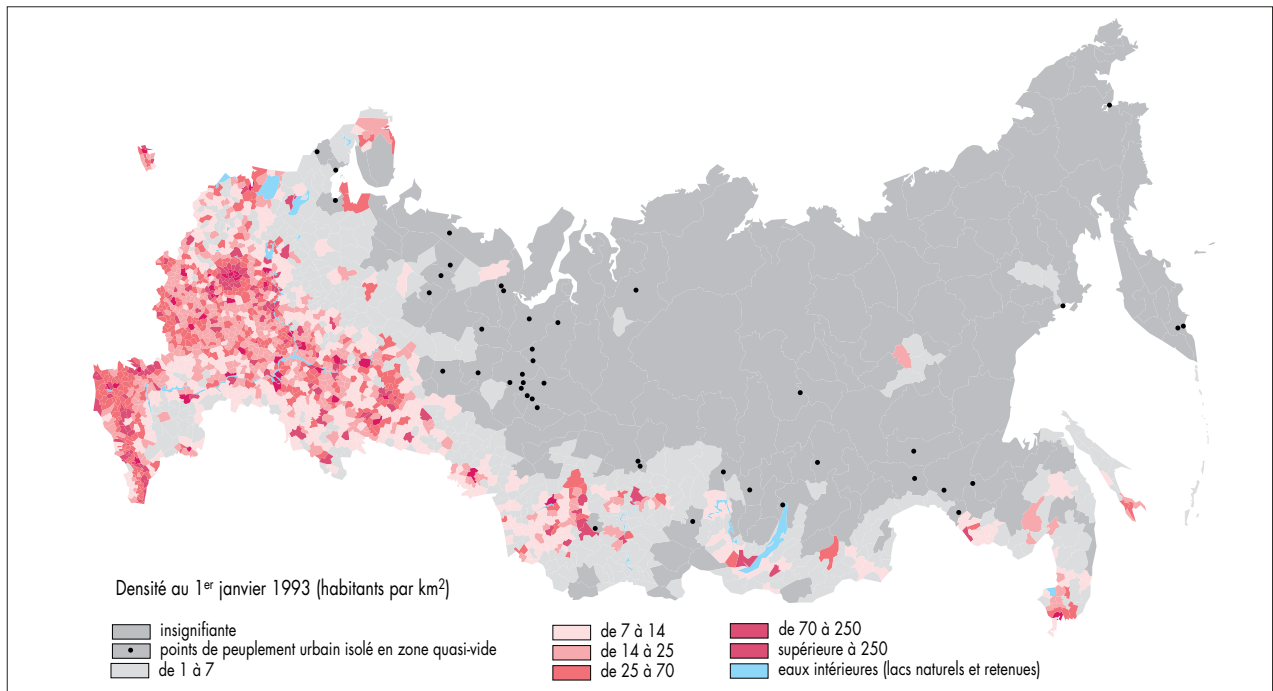 Densité au 1er janvier 1993 (habitants par km2)
insignifiante
points de peuplement urbain isolé en zone quasi-vide
de 1 à 7
de 7 à 14
de 14 à 25
de 25 à 70
de 70 à 250
supérieure à 250
eaux intérieures (lacs naturels et retenues)